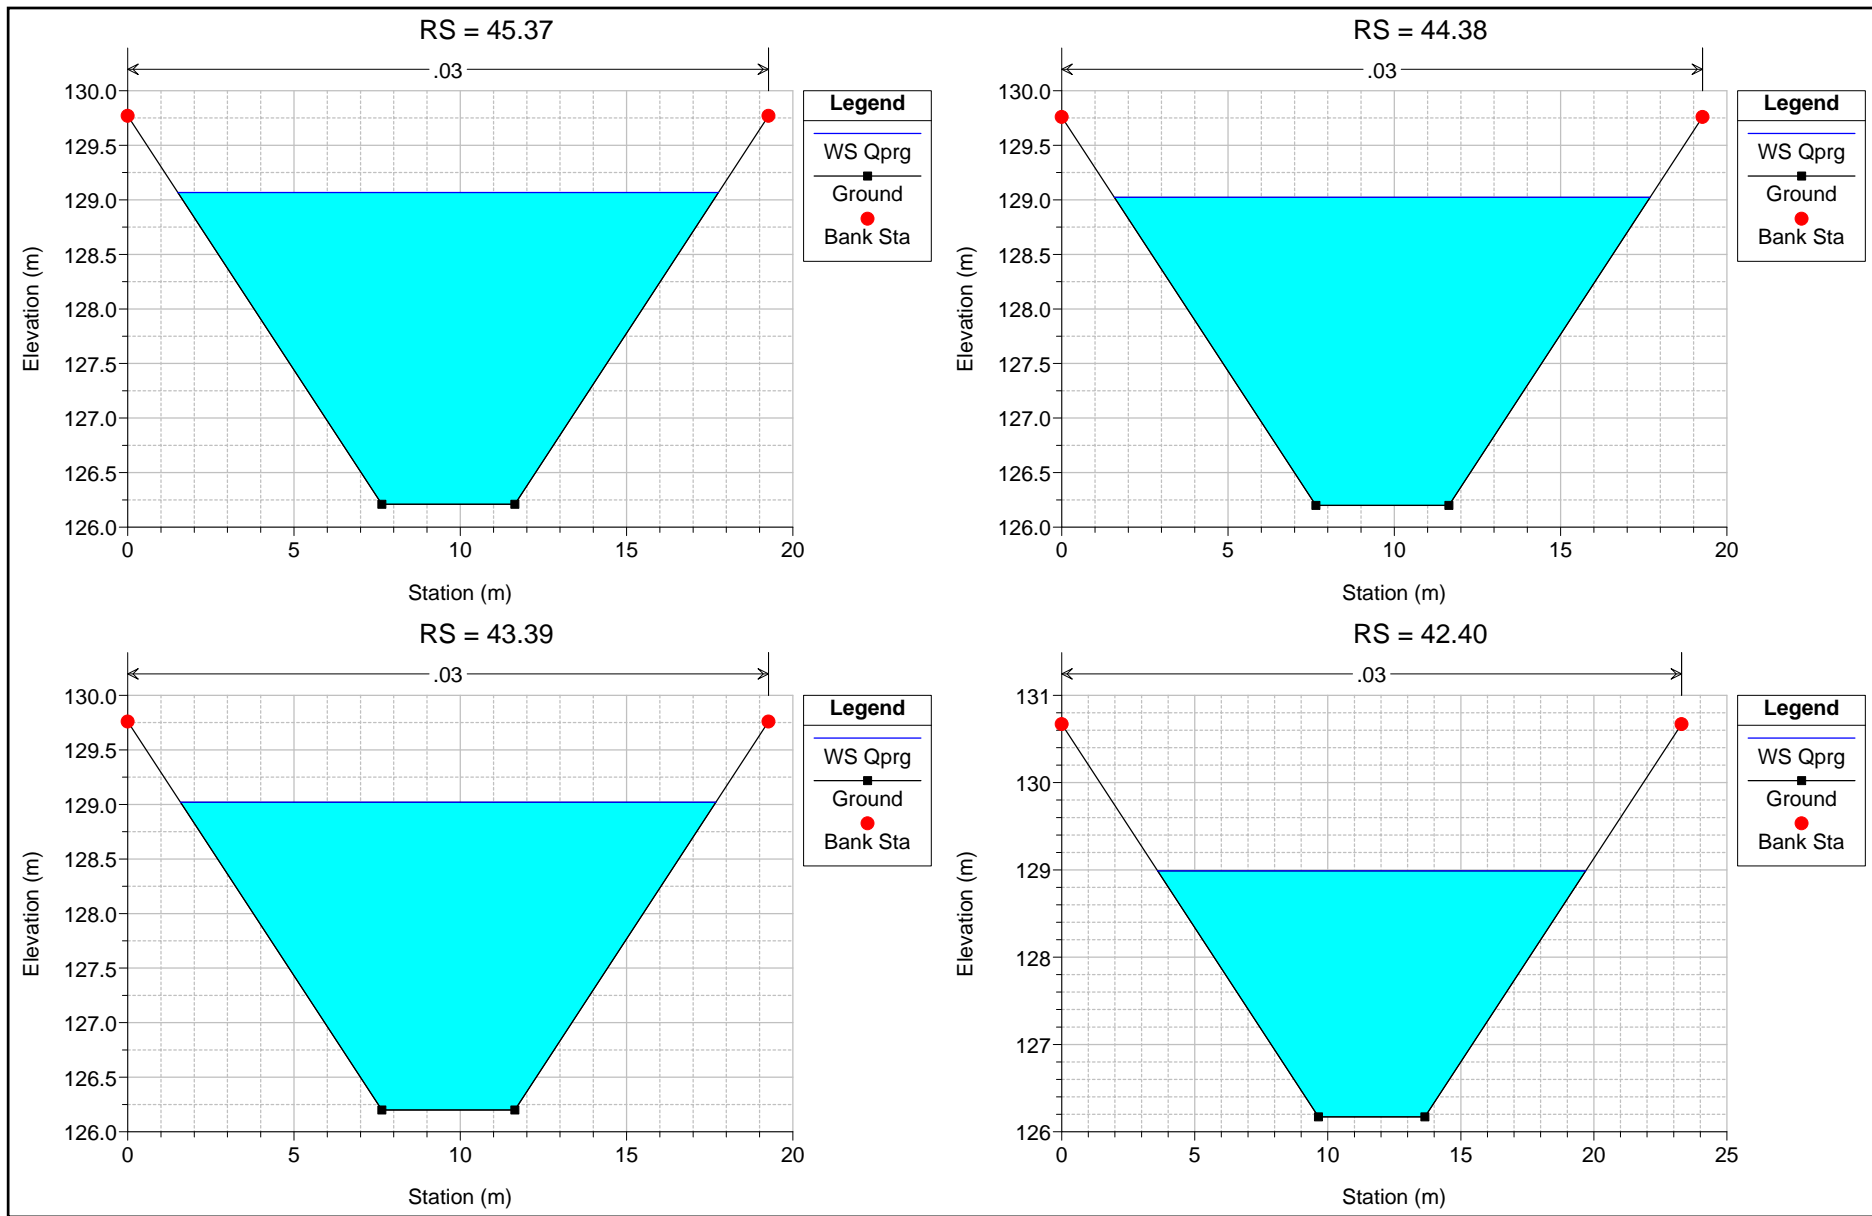 RS = 45.37
.03
130.0
129.5
129.0
128.5
128.0
127.5
127.0
126.5
126.0
Elevation (m)
0 5 10 15 20
Station (m)
Legend
WS Qprg
Ground
Bank Sta
RS = 44.38
.03
130.0
129.5
129.0
128.5
128.0
127.5
127.0
126.5
126.0
Elevation (m)
0 5 10 15 20
Station (m)
Legend
WS Qprg
Ground
Bank Sta
RS = 43.39
.03
130.0
129.5
129.0
128.5
128.0
127.5
127.0
126.5
126.0
Elevation (m)
0 5 10 15 20
Station (m)
Legend
WS Qprg
Ground
Bank Sta
RS = 42.40
.03
131
130
129
128
127
126
Elevation (m)
0 5 10 15 20 25
Station (m)
Legend
WS Qprg
Ground
Bank Sta